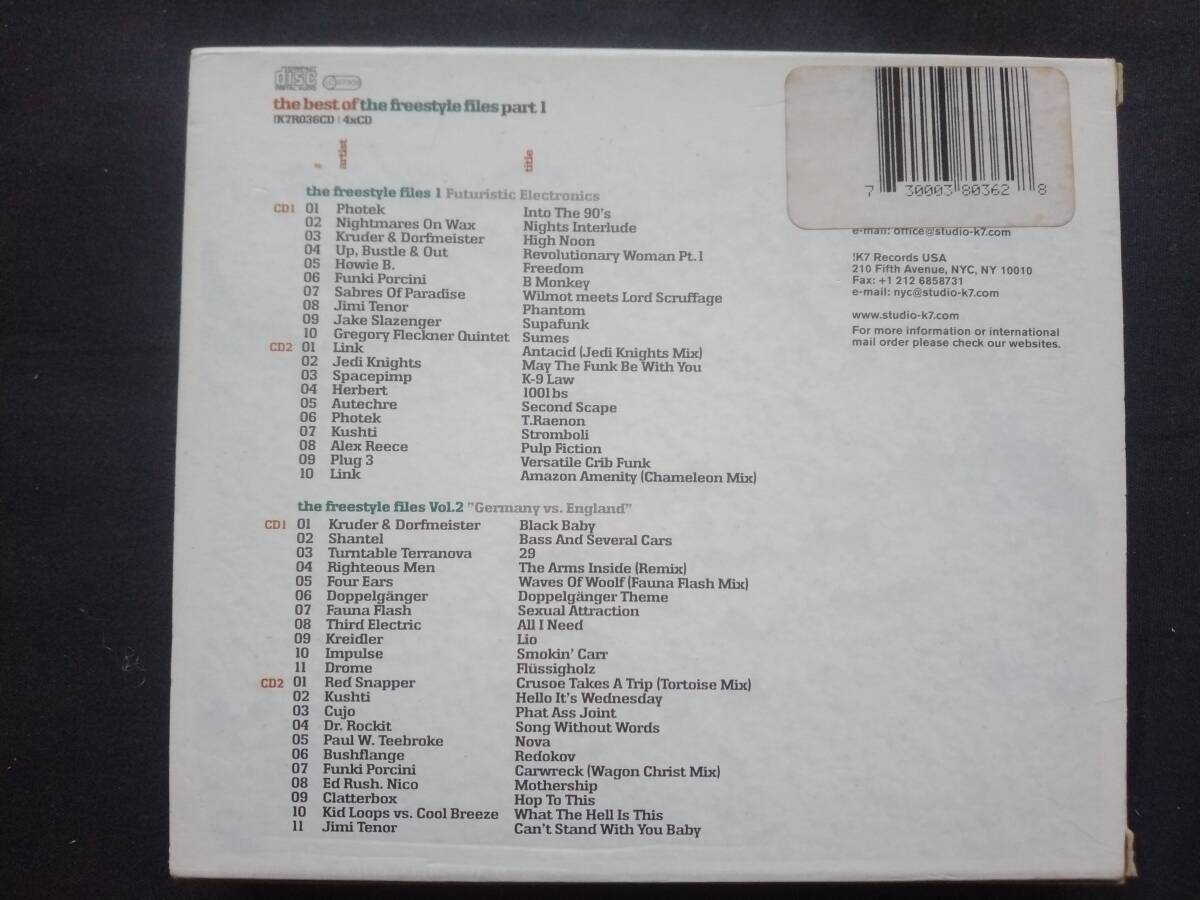 COMPACT
disc
DIGITAL AUDIO
the best of the freestyle files part 1
!K7R036CD | 4xCD
# artist title
the freestyle files 1 Futuristic Electronics
CD1 01 Photek Into The 90's
02 Nightmares On Wax Nights Interlude
03 Kruder & Dorfmeister High Noon
04 Up, Bustle & Out Revolutionary Woman Pt.1
05 Howie B. Freedom
06 Funki Porcini B Monkey
07 Sabres Of Paradise Wilmot meets Lord Scruffage
08 Jimi Tenor Phantom
09 Jake Slazenger Supafunk
10 Gregory Fleckner Quintet Sumes
CD2 01 Link Antacid (Jedi Knights Mix)
02 Jedi Knights May The Funk Be With You
03 Spacepimp K-9 Law
04 Herbert 100lbs
05 Autechre Second Scape
06 Photek T.Raenon
07 Kushti Stromboli
08 Alex Reece Pulp Fiction
09 Plug 3 Versatile Crib Funk
10 Link Amazon Amenity (Chameleon Mix)
the freestyle files Vol.2 "Germany vs. England"
CD1 01 Kruder & Dorfmeister Black Baby
02 Shantel Bass And Several Cars
03 Turntable Terranova 29
04 Righteous Men The Arms Inside (Remix)
05 Four Ears Waves Of Woolf (Fauna Flash Mix)
06 Doppelgänger Doppelgänger Theme
07 Fauna Flash Sexual Attraction
08 Third Electric All I Need
09 Kreidler Lio
10 Impulse Smokin' Carr
11 Drome Flüssigholz
CD2 01 Red Snapper Crusoe Takes A Trip (Tortoise Mix)
02 Kushti Hello It's Wednesday
03 Cujo Phat Ass Joint
04 Dr. Rockit Song Without Words
05 Paul W. Teebroke Nova
06 Bushflange Redokov
07 Funki Porcini Carwreck (Wagon Christ Mix)
08 Ed Rush. Nico Mothership
09 Clatterbox Hop To This
10 Kid Loops vs. Cool Breeze What The Hell Is This
11 Jimi Tenor Can't Stand With You Baby
7 30003 80362 8
e-mail: office@studio-k7.com
!K7 Records USA
210 Fifth Avenue, NYC, NY 10010
Fax: +1 212 6858731
e-mail: nyc@studio-k7.com
www.studio-k7.com
For more information or international
mail order please check our websites.